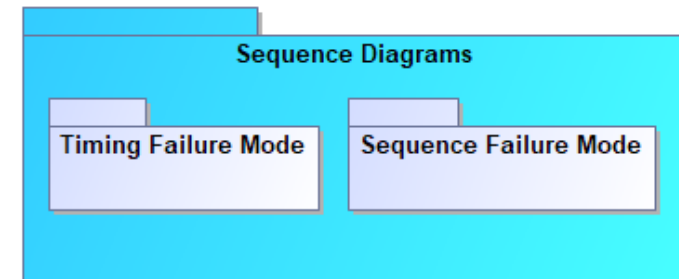 Sequence Diagrams
Timing Failure Mode
Sequence Failure Mode